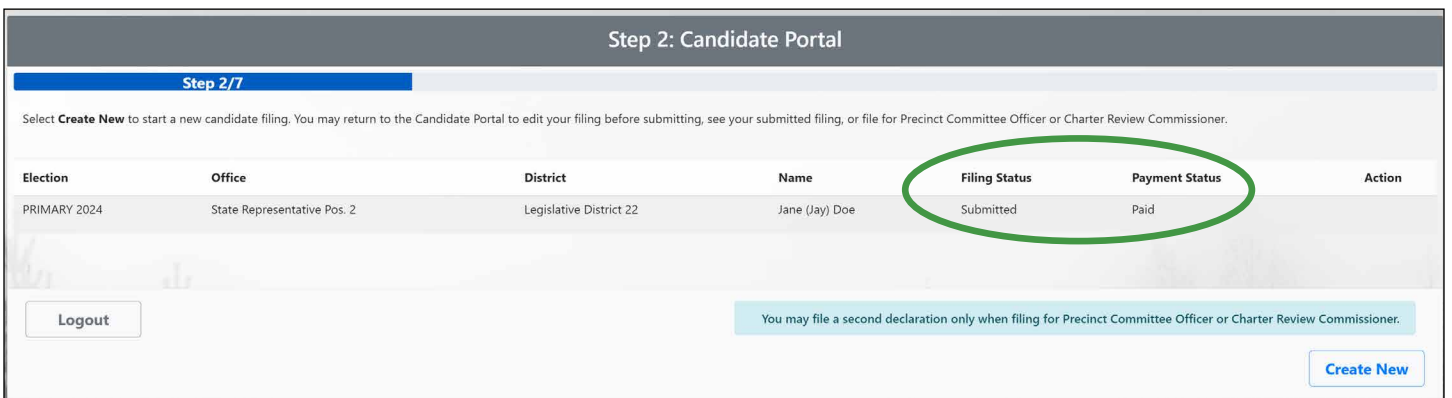 Step 2: Candidate Portal
Step 2/7
Select Create New to start a new candidate filing. You may return to the Candidate Portal to edit your filing before submitting, see your submitted filing, or file for Precinct Committee Officer or Charter Review Commissioner.
Election Office District Name Filing Status Payment Status Action
PRIMARY 2024 State Representative Pos. 2 Legislative District 22 Jane (Jay) Doe Submitted Paid
Logout
You may file a second declaration only when filing for Precinct Committee Officer or Charter Review Commissioner.
Create New